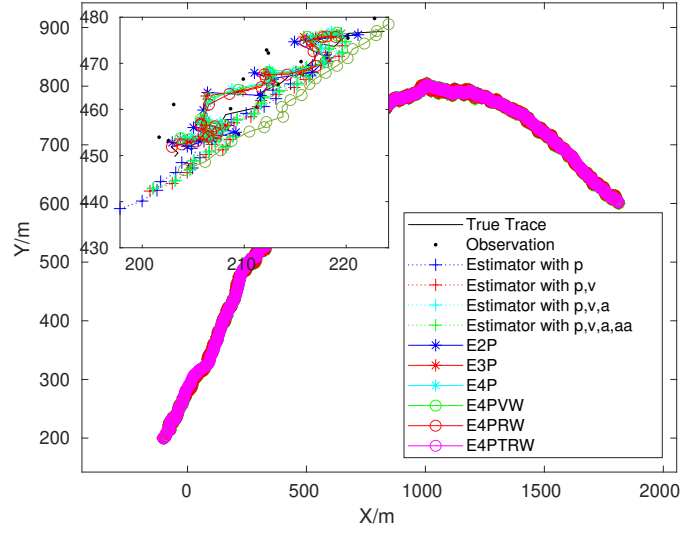 900
800
700
600
500
400
300
200
Y/m
480
470
460
450
440
430
200
210
220
True Trace
Observation
Estimator with p
Estimator with p,v
Estimator with p,v,a
Estimator with p,v,a,aa
E2P
E3P
E4P
E4PVW
E4PRW
E4PTRW
0
500
1000
1500
2000
X/m